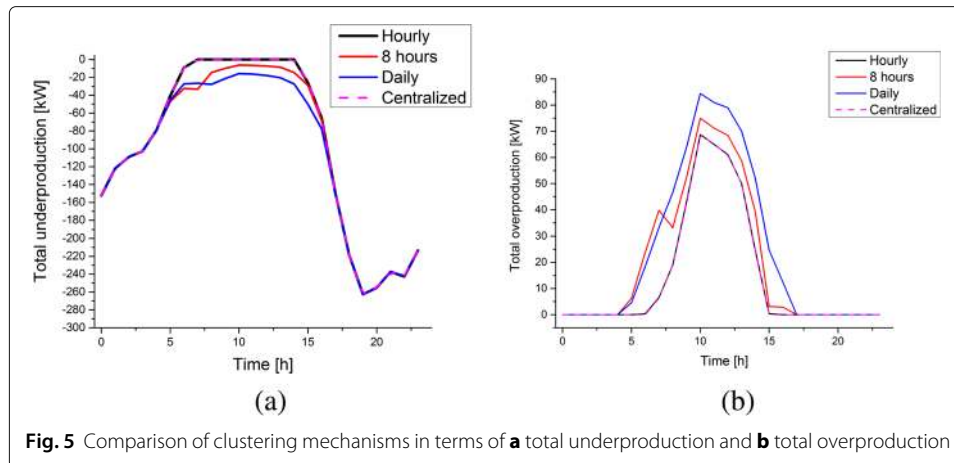 Hourly
8 hours
Daily
Centralized
Total underproduction [kW]
0
-20
-40
-60
-80
-100
-120
-140
-160
-180
-200
-220
-240
-260
-280
-300
0 5 10 15 20
Time [h]
(a)
Hourly
8 hours
Daily
Centralized
Total overproduction [kW]
90
80
70
60
50
40
30
20
10
0
0 5 10 15 20
Time [h]
(b)
Fig. 5 Comparison of clustering mechanisms in terms of a total underproduction and b total overproduction